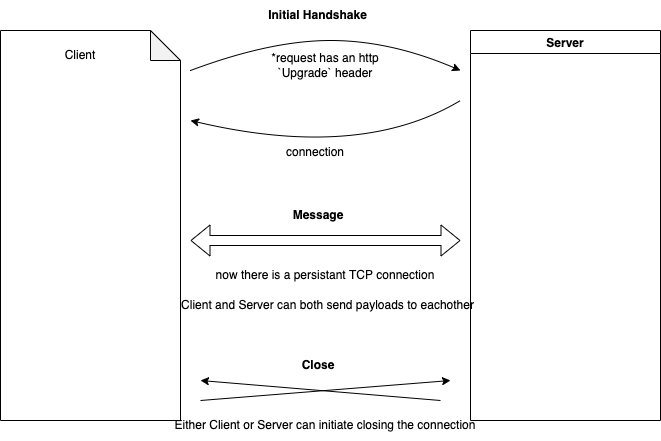 Initial Handshake
Client
Server
*request has an http
`Upgrade` header
connection
Message
now there is a persistant TCP connection
Client and Server can both send payloads to eachother
Close
Either Client or Server can initiate closing the connection